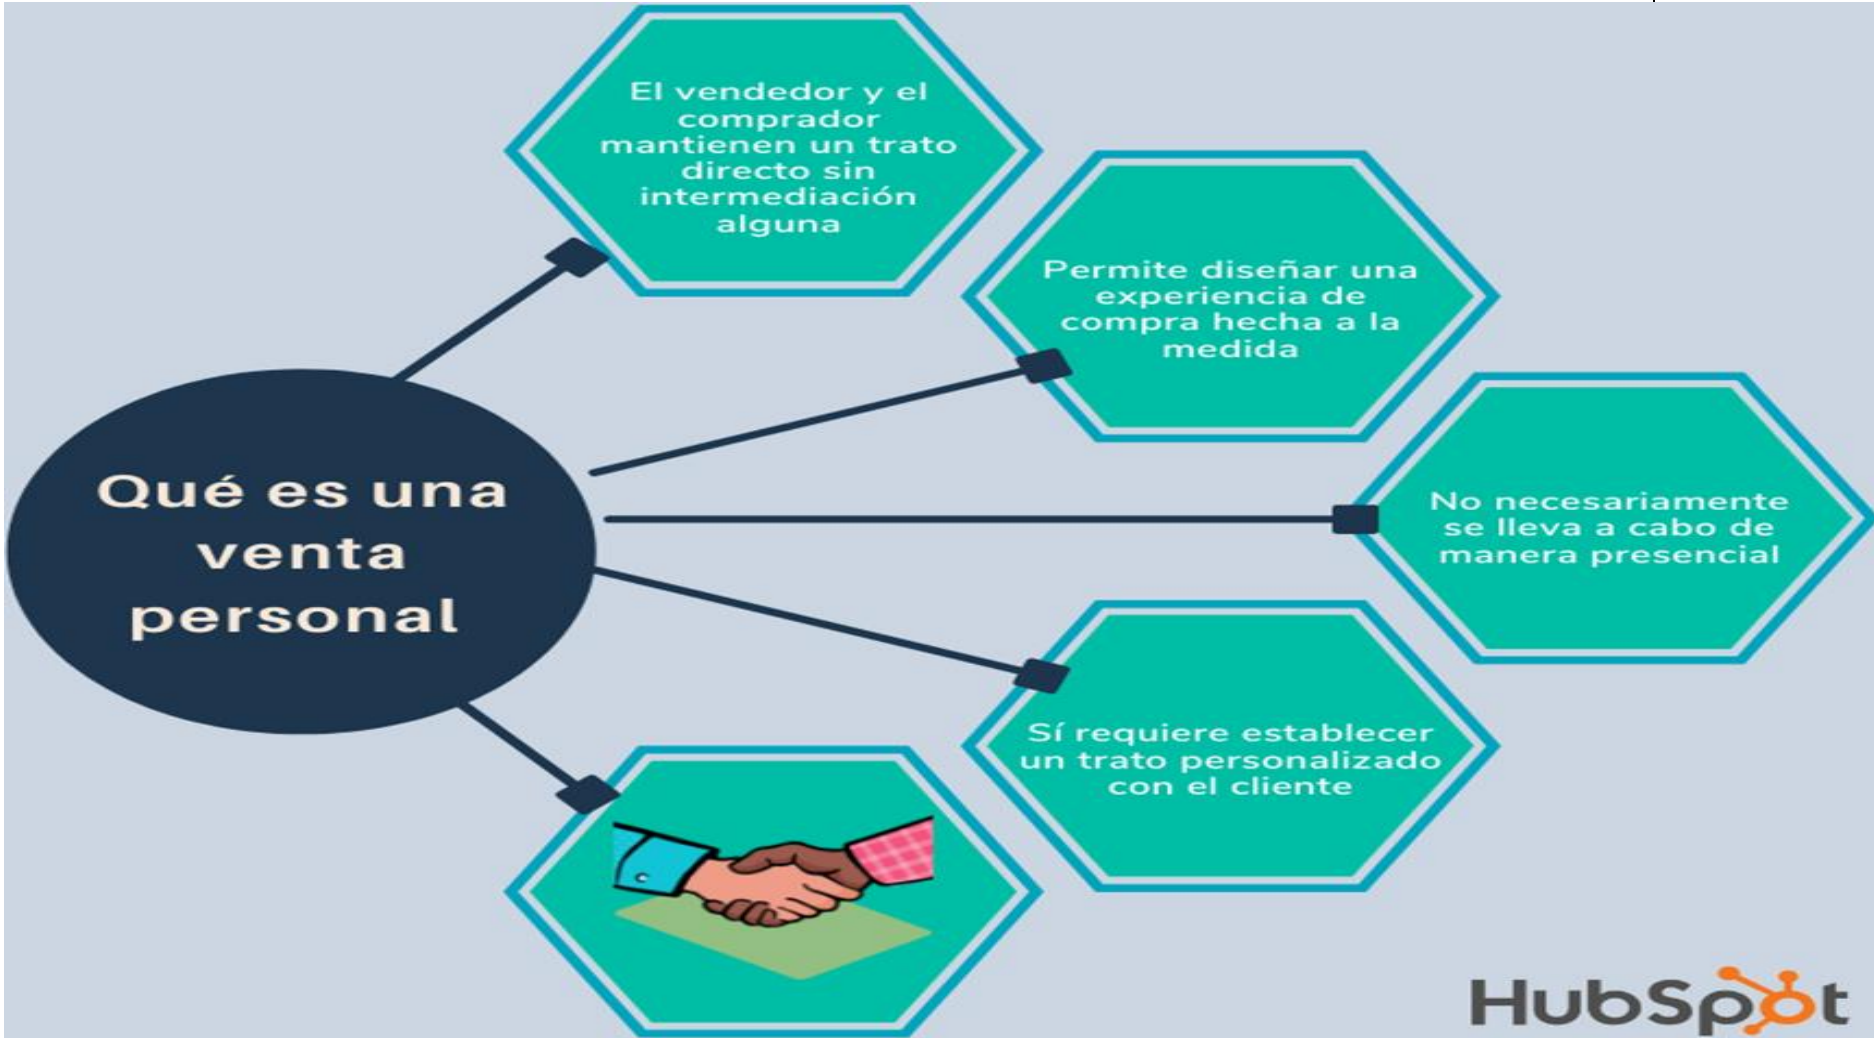 El vendedor y el
comprador
mantienen un trato
directo sin
intermediación
alguna
Permite diseñar una
experiencia de
compra hecha a la
medida
Qué es una
venta
personal
No necesariamente
se lleva a cabo de
manera presencial
Sí requiere establecer
un trato personalizado
con el cliente
HubSpot